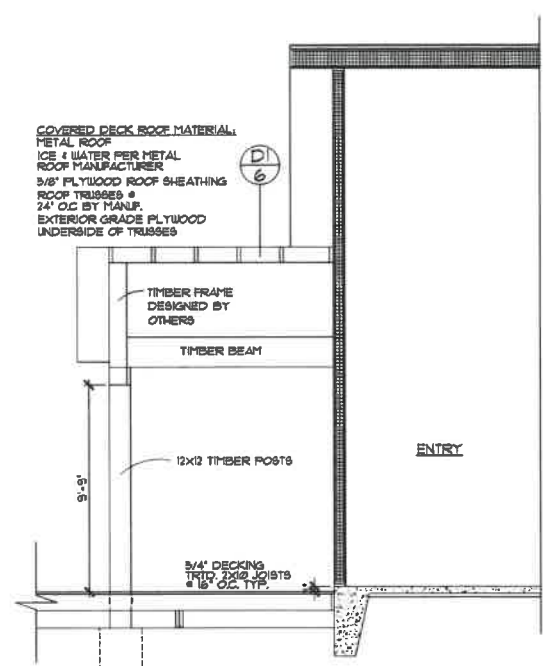 COVERED DECK ROOF MATERIAL:
METAL ROOF
ICE & WATER PER METAL
ROOF MANUFACTURER
5/8" PLYWOOD ROOF SHEATHING
ROOF TRUSSES @
24" O.C BY MANUF.
EXTERIOR GRADE PLYWOOD
UNDERSIDE OF TRUSSES
D1
6
TIMBER FRAME
DESIGNED BY
OTHERS
TIMBER BEAM
12x12 TIMBER POSTS
ENTRY
9'-9"
5/4" DECKING
TRTD. 2X10 JOISTS
@ 16" O.C. TYP.